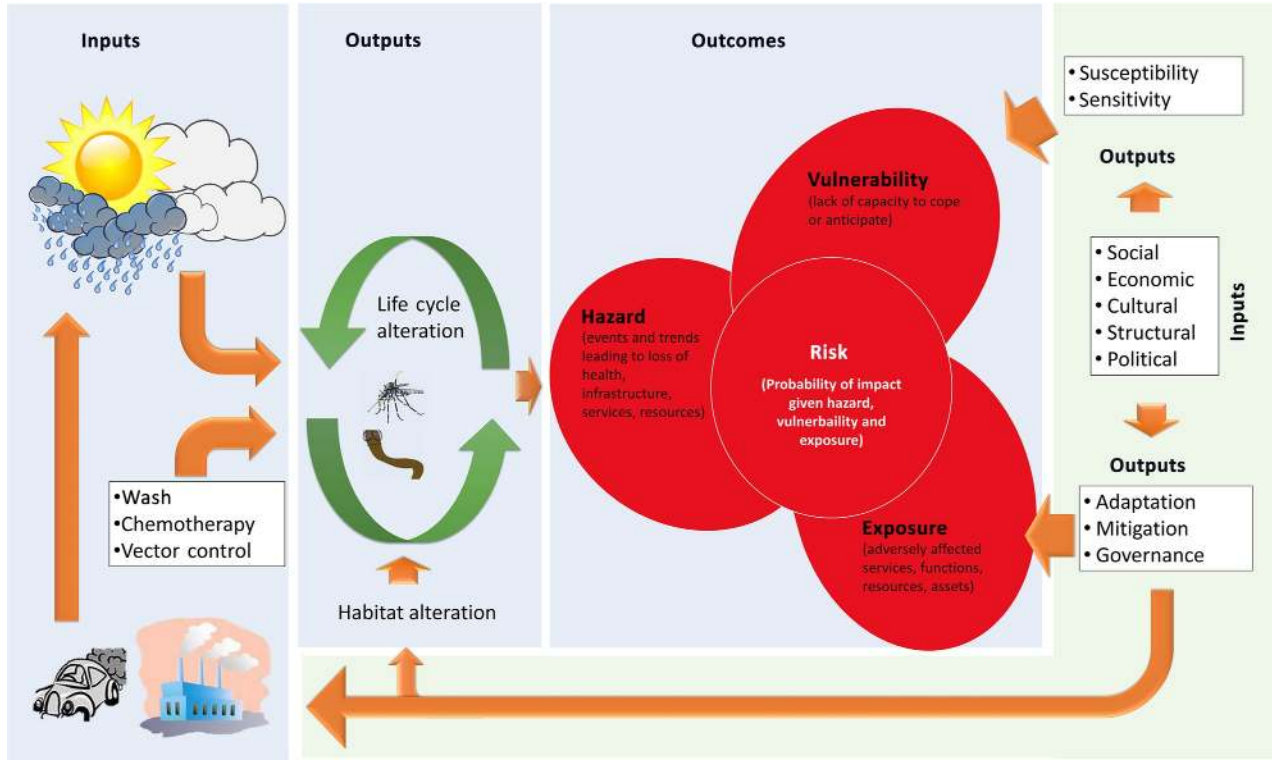 Inputs
Outputs
Outcomes
• Susceptibility
• Sensitivity
Outputs
• Social
• Economic
• Cultural
• Structural
• Political
Inputs
Outputs
• Adaptation
• Mitigation
• Governance
Vulnerability
(lack of capacity to cope
or anticipate)
Life cycle
alteration
Hazard
(events and trends
leading to loss of
health,
infrastructure,
services, resources)
Risk
(Probability of impact
given hazard,
vulnerbaility and
exposure)
Exposure
(adversely affected
services, functions,
resources, assets)
•Wash
•Chemotherapy
•Vector control
Habitat alteration